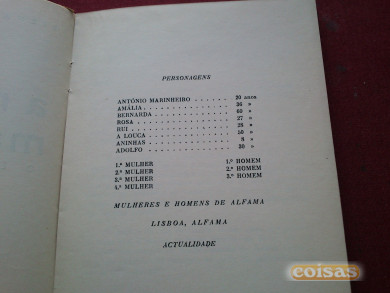 PERSONAGENS
ANTÓNIO MARINHEIRO . . . . . . 29 anos
AMÁLIA . . . . . . . . . . 36 »
BERNARDA . . . . . . . . . 60 »
ROSA . . . . . . . . . . . 27 »
RUI . . . . . . . . . . . 28 »
A LOUCA . . . . . . . . . . 50 »
ANINHAS . . . . . . . . . . 8 »
ADOLFO . . . . . . . . . . 30 »
1.ª MULHER 1.º HOMEM
2.ª MULHER 2.º HOMEM
3.ª MULHER 3.º HOMEM
4.ª MULHER
MULHERES E HOMENS DE ALFAMA
LISBOA, ALFAMA
ACTUALIDADE
coisas